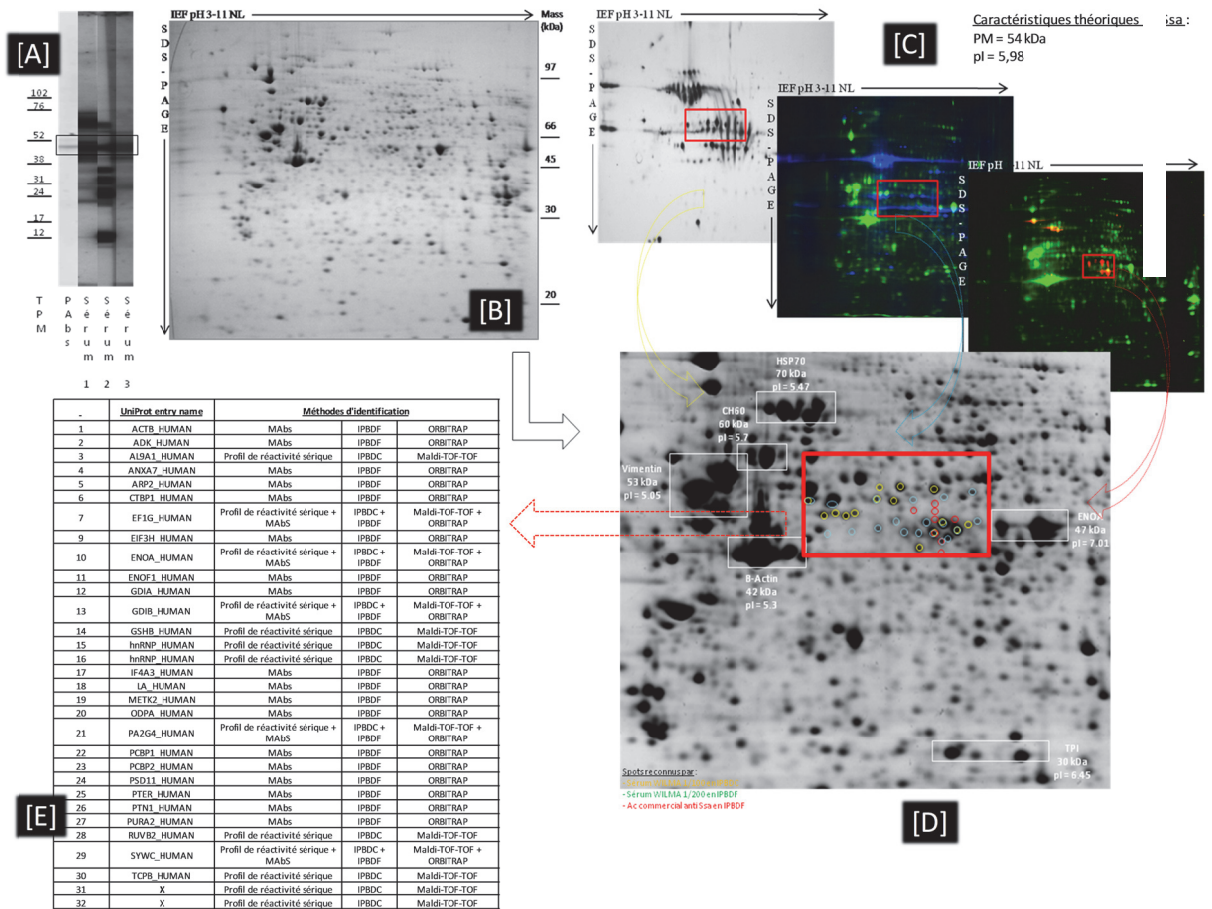 [A]
102
76
52
38
31
24
17
12
TPM
PAbs
Sérum 1
Sérum 2
Sérum 3
IEF pH 3-11 NL
SDS-PAGE
Mass
(kDa)
97
66
45
30
20
[B]
IEF pH 3-11 NL
SDS-PAGE
[C]
Caractéristiques théoriques
:
PM = 54 kDa
pI = 5,98
IEF pH 3-11 NL
SDS-PAGE
IEF pH
NL
SDS-PAGE
HSP70
70 kDa
pI = 5.47
CH60
60 kDa
pI = 5.7
Vimentin
53 kDa
pI = 5.05
ENOA
47 kDa
pI = 7.01
B-Actin
42 kDa
pI = 5.3
TPi
30 kDa
pI = 6.45
Spots reconnus par :
- Sérum WILMA 1/200 en IPBDF
- Ac commercial anti Ssa en IPBDF
[D]
[E]
- UniProt entry name Méthodes d'identification
1 ACTB_HUMAN MAbs IPBDF ORBITRAP
2 ADK_HUMAN MAbs IPBDF ORBITRAP
3 AL9A1_HUMAN Profil de réactivité sérique IPBDC Maldi-TOF-TOF
4 ANXA7_HUMAN MAbs IPBDF ORBITRAP
5 ARP2_HUMAN MAbs IPBDF ORBITRAP
6 CTBP1_HUMAN MAbs IPBDF ORBITRAP
7 EF1G_HUMAN Profil de réactivité sérique + MAbS IPBDC + IPBDF Maldi-TOF-TOF + ORBITRAP
9 EIF3H_HUMAN MAbs IPBDF ORBITRAP
10 ENOA_HUMAN Profil de réactivité sérique + MAbS IPBDC + IPBDF Maldi-TOF-TOF + ORBITRAP
11 ENOF1_HUMAN MAbs IPBDF ORBITRAP
12 GDIA_HUMAN MAbs IPBDF ORBITRAP
13 GDIB_HUMAN Profil de réactivité sérique + MAbS IPBDC + IPBDF Maldi-TOF-TOF + ORBITRAP
14 GSHB_HUMAN Profil de réactivité sérique IPBDC Maldi-TOF-TOF
15 hnRNP_HUMAN Profil de réactivité sérique IPBDC Maldi-TOF-TOF
16 hnRNP_HUMAN Profil de réactivité sérique IPBDC Maldi-TOF-TOF
17 IF4A3_HUMAN MAbs IPBDF ORBITRAP
18 LA_HUMAN MAbs IPBDF ORBITRAP
19 METK2_HUMAN MAbs IPBDF ORBITRAP
20 ODPA_HUMAN MAbs IPBDF ORBITRAP
21 PA2G4_HUMAN Profil de réactivité sérique + MAbS IPBDC + IPBDF Maldi-TOF-TOF + ORBITRAP
22 PCBP1_HUMAN MAbs IPBDF ORBITRAP
23 PCBP2_HUMAN MAbs IPBDF ORBITRAP
24 PSD11_HUMAN MAbs IPBDF ORBITRAP
25 PTER_HUMAN MAbs IPBDF ORBITRAP
26 PTN1_HUMAN MAbs IPBDF ORBITRAP
27 PURA2_HUMAN MAbs IPBDF ORBITRAP
28 RUVB2_HUMAN Profil de réactivité sérique IPBDC Maldi-TOF-TOF
29 SYWC_HUMAN Profil de réactivité sérique + MAbS IPBDC + IPBDF Maldi-TOF-TOF + ORBITRAP
30 TCPB_HUMAN Profil de réactivité sérique IPBDC Maldi-TOF-TOF
31 X Profil de réactivité sérique IPBDC Maldi-TOF-TOF
32 X Profil de réactivité sérique IPBDC Maldi-TOF-TOF